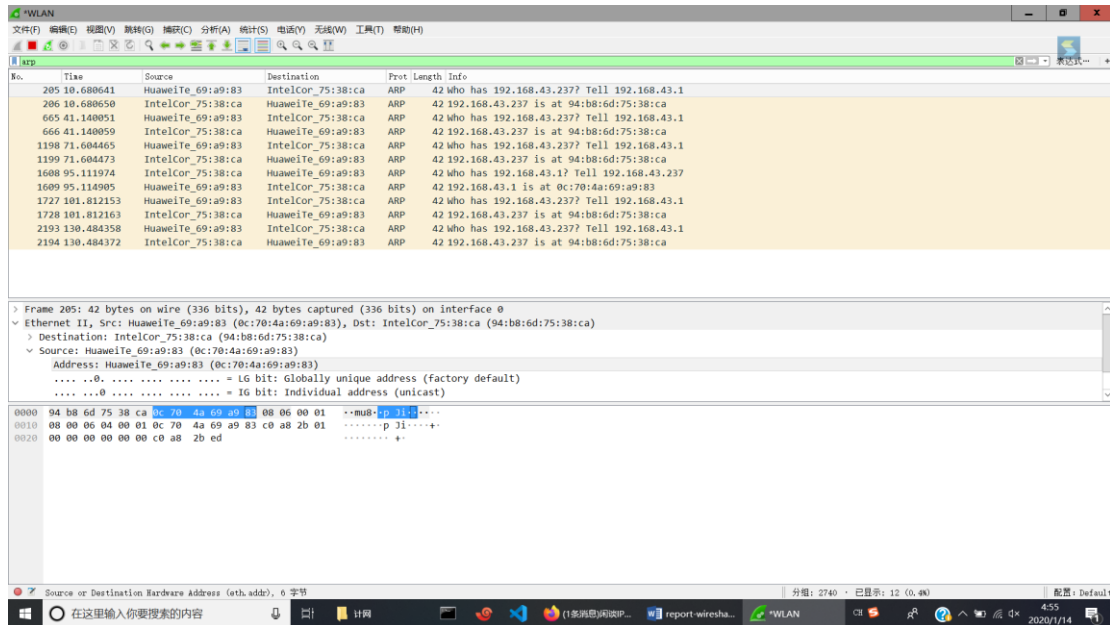 *WLAN
文件(F) 编辑(E) 视图(V) 跳转(G) 捕获(C) 分析(A) 统计(S) 电话(Y) 无线(W) 工具(T) 帮助(H)
arp 表达式…
No. Time Source Destination Prot Length Info
205 10.680641 HuaweiTe_69:a9:83 IntelCor_75:38:ca ARP 42 Who has 192.168.43.237? Tell 192.168.43.1
206 10.680650 IntelCor_75:38:ca HuaweiTe_69:a9:83 ARP 42 192.168.43.237 is at 94:b8:6d:75:38:ca
665 41.140051 HuaweiTe_69:a9:83 IntelCor_75:38:ca ARP 42 Who has 192.168.43.237? Tell 192.168.43.1
666 41.140059 IntelCor_75:38:ca HuaweiTe_69:a9:83 ARP 42 192.168.43.237 is at 94:b8:6d:75:38:ca
1198 71.604465 HuaweiTe_69:a9:83 IntelCor_75:38:ca ARP 42 Who has 192.168.43.237? Tell 192.168.43.1
1199 71.604473 IntelCor_75:38:ca HuaweiTe_69:a9:83 ARP 42 192.168.43.237 is at 94:b8:6d:75:38:ca
1608 95.111974 IntelCor_75:38:ca HuaweiTe_69:a9:83 ARP 42 Who has 192.168.43.1? Tell 192.168.43.237
1609 95.114905 HuaweiTe_69:a9:83 IntelCor_75:38:ca ARP 42 192.168.43.1 is at 0c:70:4a:69:a9:83
1727 101.812153 HuaweiTe_69:a9:83 IntelCor_75:38:ca ARP 42 Who has 192.168.43.237? Tell 192.168.43.1
1728 101.812163 IntelCor_75:38:ca HuaweiTe_69:a9:83 ARP 42 192.168.43.237 is at 94:b8:6d:75:38:ca
2193 130.484358 HuaweiTe_69:a9:83 IntelCor_75:38:ca ARP 42 Who has 192.168.43.237? Tell 192.168.43.1
2194 130.484372 IntelCor_75:38:ca HuaweiTe_69:a9:83 ARP 42 192.168.43.237 is at 94:b8:6d:75:38:ca
Frame 205: 42 bytes on wire (336 bits), 42 bytes captured (336 bits) on interface 0
Ethernet II, Src: HuaweiTe_69:a9:83 (0c:70:4a:69:a9:83), Dst: IntelCor_75:38:ca (94:b8:6d:75:38:ca)
Destination: IntelCor_75:38:ca (94:b8:6d:75:38:ca)
Source: HuaweiTe_69:a9:83 (0c:70:4a:69:a9:83)
Address: HuaweiTe_69:a9:83 (0c:70:4a:69:a9:83)
.... ..0. .... .... .... .... = LG bit: Globally unique address (factory default)
.... ...0 .... .... .... .... = IG bit: Individual address (unicast)
0000 94 b8 6d 75 38 ca 0c 70 4a 69 a9 83 08 06 00 01 ··mu8··p Ji······
0010 08 00 06 04 00 01 0c 70 4a 69 a9 83 c0 a8 2b 01 ·······p Ji····+·
0020 00 00 00 00 00 00 c0 a8 2b ed ········ +·
Source or Destination Hardware Address (eth.addr), 6 字节 分组: 2740 · 已显示: 12 (0.4%) 配置: Default
在这里输入你要搜索的内容 计网 (1条消息)闲谈IP... report-wiresha... *WLAN CH 4:55
2020/1/14